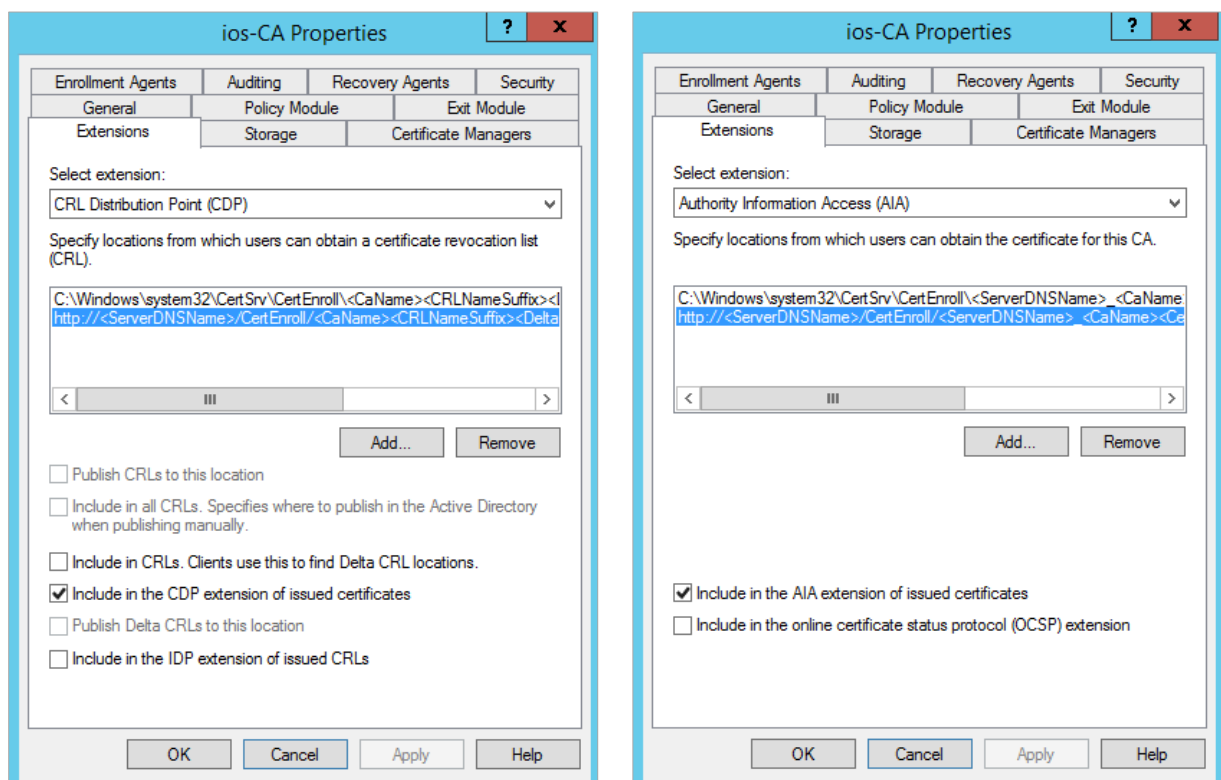 ios-CA Properties
? x
Enrollment Agents Auditing Recovery Agents Security
General Policy Module Exit Module
Extensions Storage Certificate Managers
Select extension:
CRL Distribution Point (CDP)
Specify locations from which users can obtain a certificate revocation list
(CRL).
C:\Windows\system32\CertSrv\CertEnroll\<CaName><CRLNameSuffix><
http://<ServerDNSName>/CertEnroll/<CaName><CRLNameSuffix><Delta
Add... Remove
Publish CRLs to this location
Include in all CRLs. Specifies where to publish in the Active Directory
when publishing manually.
Include in CRLs. Clients use this to find Delta CRL locations.
Include in the CDP extension of issued certificates
Publish Delta CRLs to this location
Include in the IDP extension of issued CRLs
OK Cancel Apply Help
ios-CA Properties
? x
Enrollment Agents Auditing Recovery Agents Security
General Policy Module Exit Module
Extensions Storage Certificate Managers
Select extension:
Authority Information Access (AIA)
Specify locations from which users can obtain the certificate for this CA.
C:\Windows\system32\CertSrv\CertEnroll\<ServerDNSName>_<CaName
http://<ServerDNSName>/CertEnroll/<ServerDNSName>_<CaName><Ce
Add... Remove
Include in the AIA extension of issued certificates
Include in the online certificate status protocol (OCSP) extension
OK Cancel Apply Help